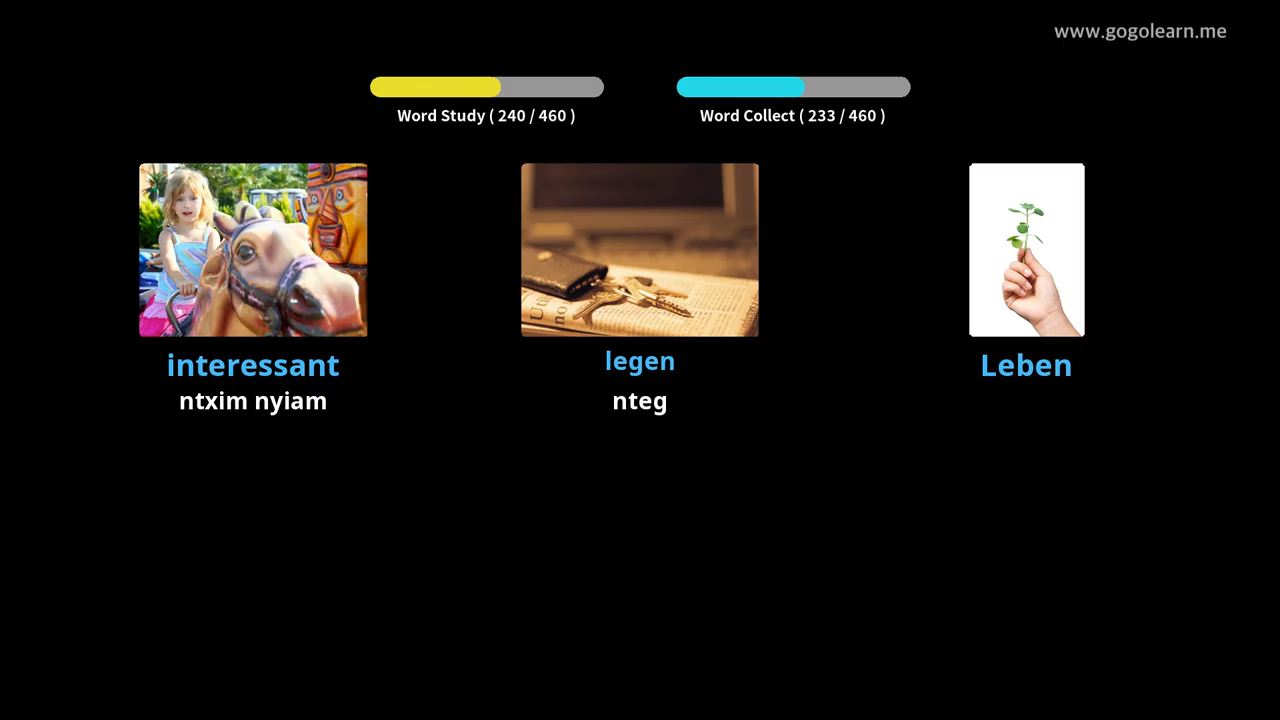 www.gogolearn.me
Word Study ( 240 / 460 )
Word Collect ( 233 / 460 )
interessant
legen
Leben
ntxim nyiam
nteg